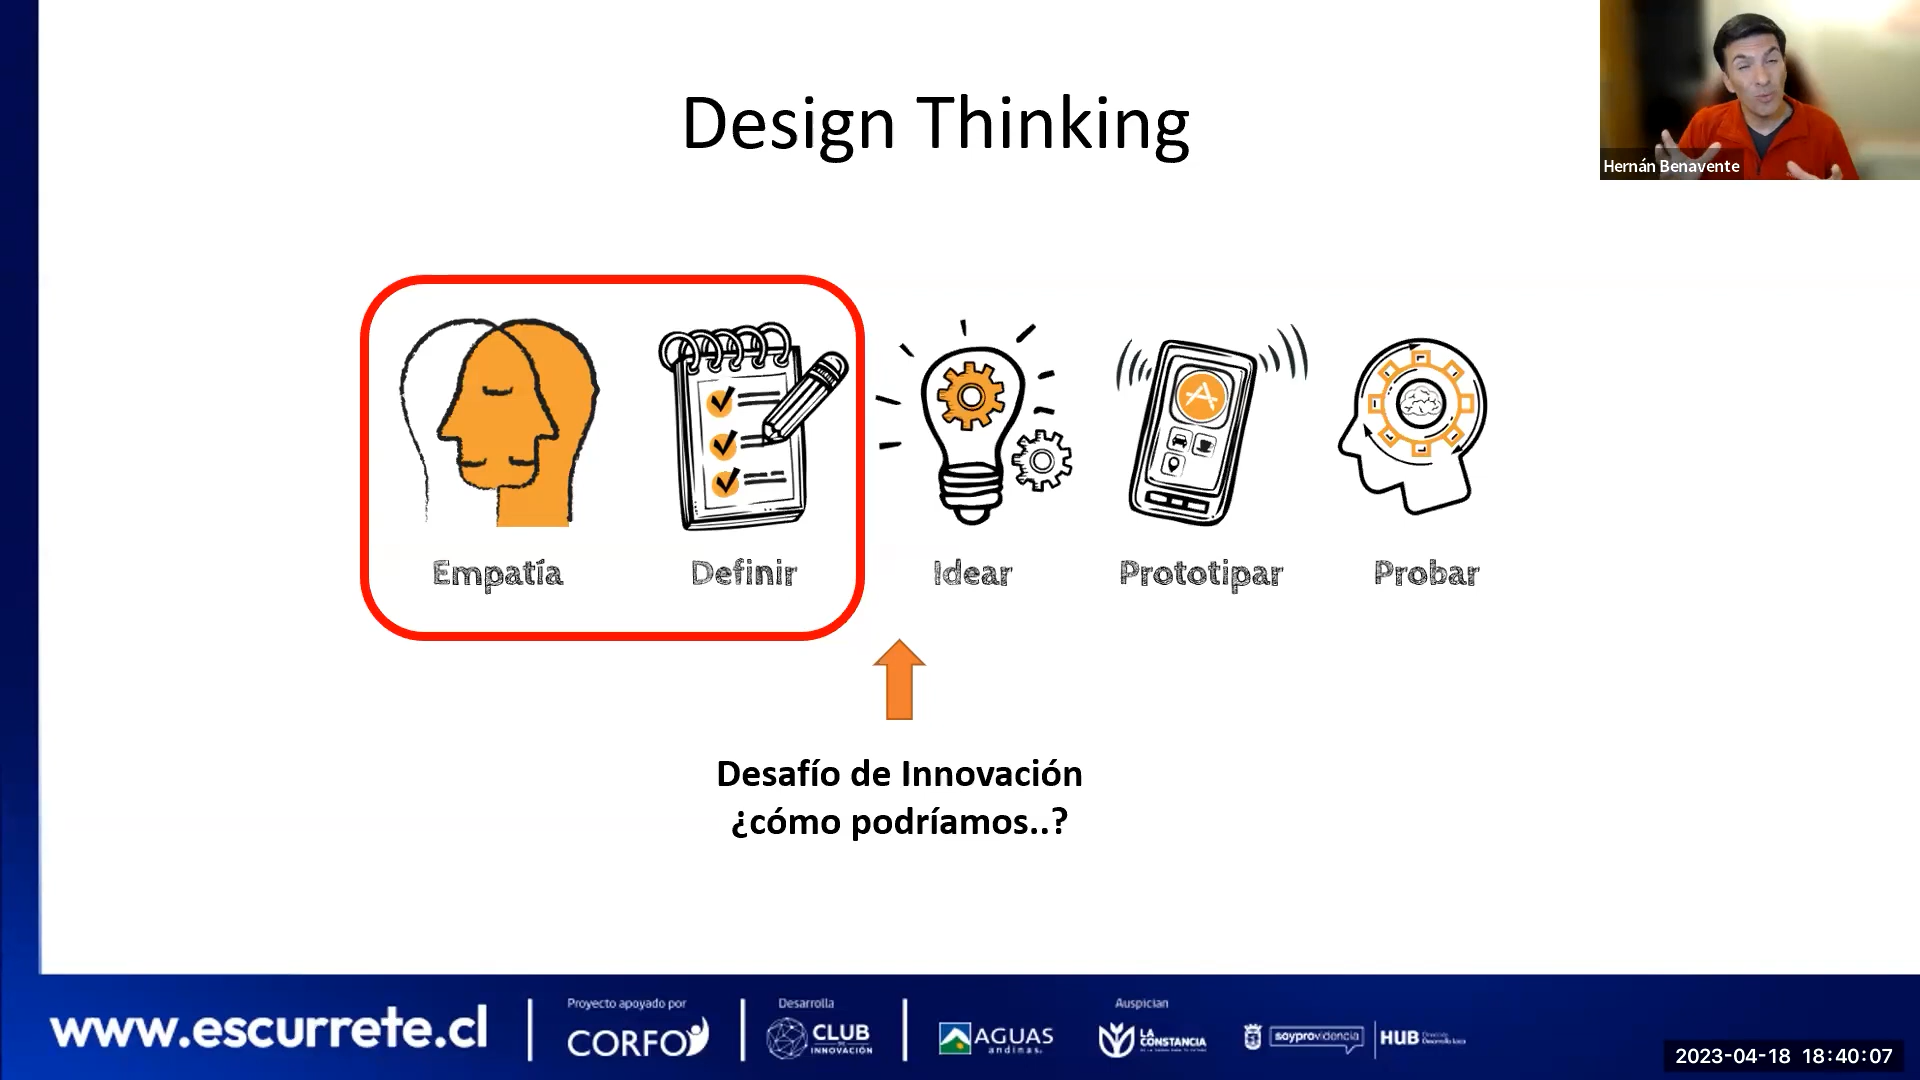 Design Thinking
Hernán Benavente
Empatía
Definir
Idear
Prototipar
Probar
Desafío de Innovación
¿cómo podríamos..?
www.escurrete.cl
Proyecto apoyado por
CORFO
Desarrolla
CLUB
DE
INNOVACIÓN
AGUAS
andinas.
Auspician
LA
CONSTANCIA
soyprovidencia
HUB
2023-04-18 18:40:07